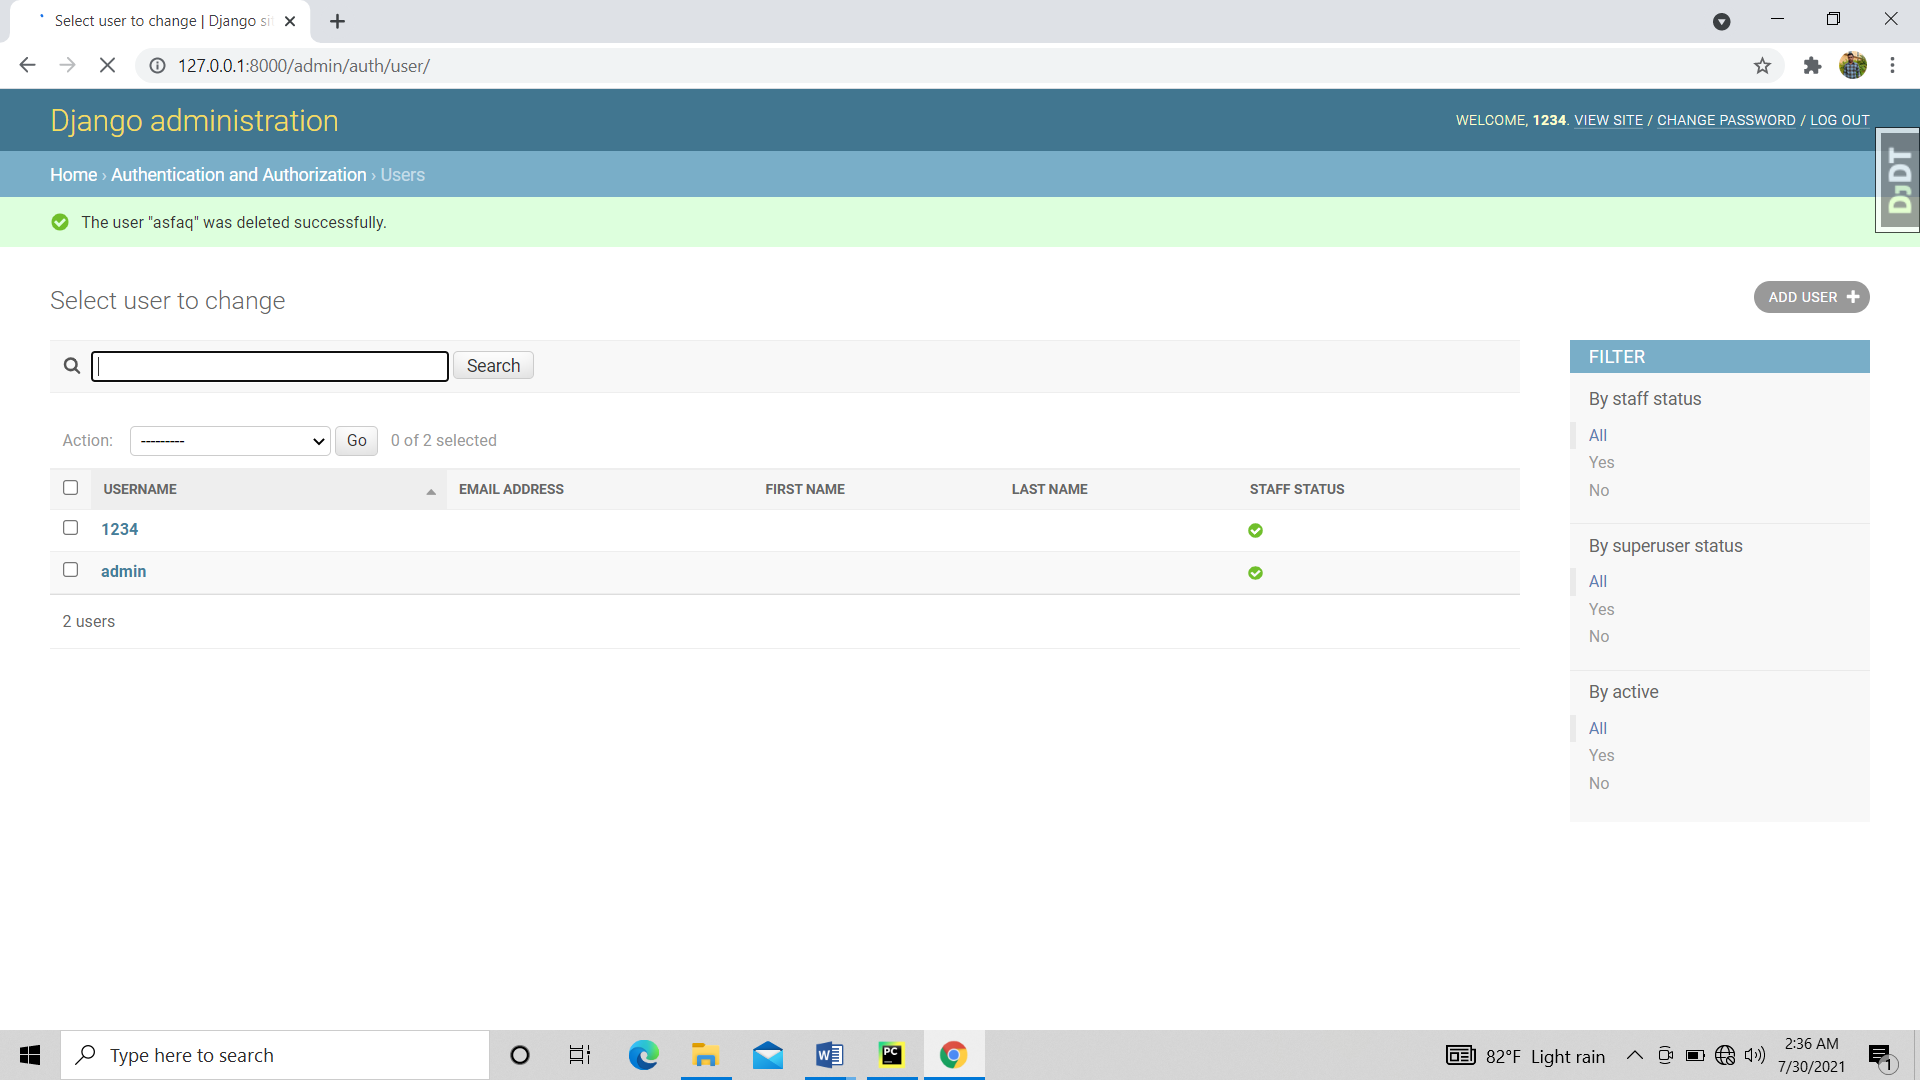 Select user to change | Django si
127.0.0.1:8000/admin/auth/user/
Django administration
WELCOME, 1234. VIEW SITE / CHANGE PASSWORD / LOG OUT
DJDT
Home › Authentication and Authorization › Users
The user "asfaq" was deleted successfully.
Select user to change
ADD USER +
Search
Action: --------- Go 0 of 2 selected
USERNAME EMAIL ADDRESS FIRST NAME LAST NAME STAFF STATUS
1234
admin
2 users
FILTER
By staff status
All
Yes
No
By superuser status
All
Yes
No
By active
All
Yes
No
Type here to search
W
PC
82°F Light rain
2:36 AM
7/30/2021
1